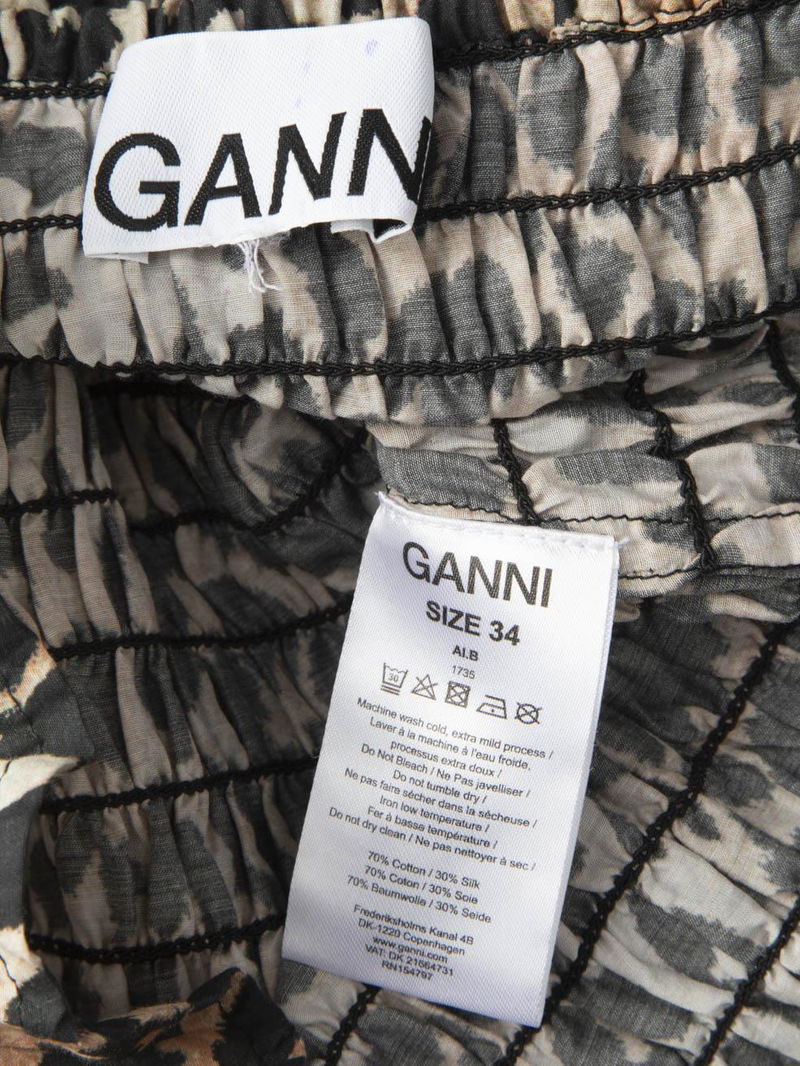 GANNI
GANNI
SIZE 34
AI.B
1735
30
Machine wash cold, extra mild process /
Laver à la machine à l'eau froide,
processus extra doux /
Do Not Bleach / Ne Pas javelliser /
Do not tumble dry /
Ne pas faire sécher dans la sécheuse /
Iron low temperature /
Fer à basse température /
Do not dry clean / Ne pas nettoyer à sec /
70% Cotton / 30% Silk
70% Coton / 30% Soie
70% Baumwolle / 30% Seide
Frederiksholms Kanal 4B
DK-1220 Copenhagen
www.ganni.com
VAT: DK 21564731
RN154797